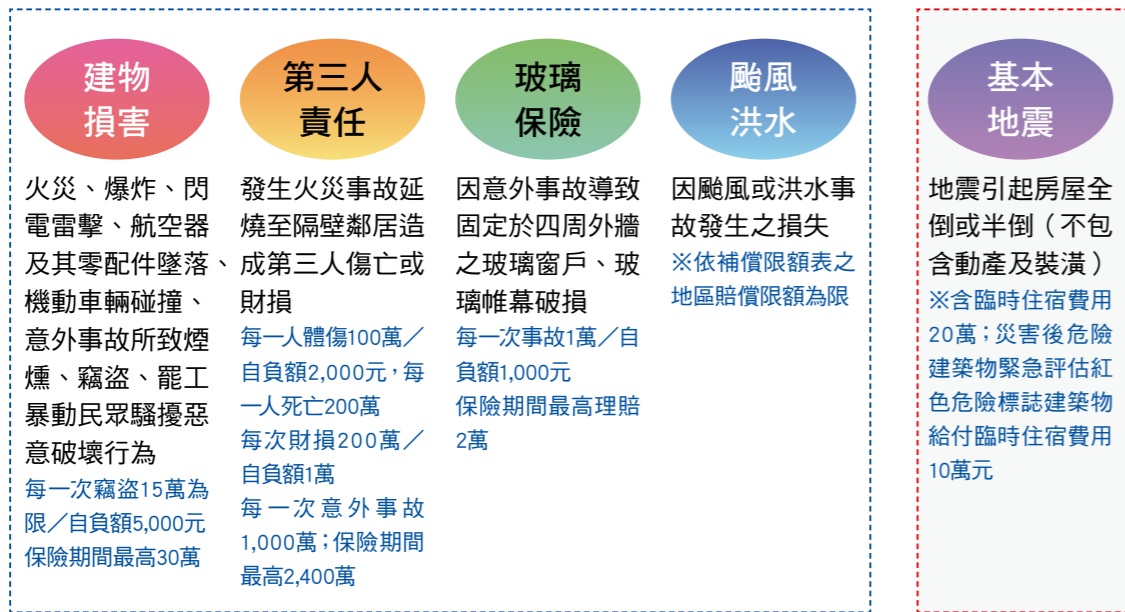 建物
損害
火災、爆炸、閃
電雷擊、航空器
及其零配件墜落、
機動車輛碰撞、
意外事故所致煙
燻、竊盜、罷工
暴動民眾騷擾惡
意破壞行為
每一次竊盜15萬為
限／自負額5,000元
保險期間最高30萬
第三人
責任
發生火災事故延
燒至隔壁鄰居造
成第三人傷亡或
財損
每一人體傷100萬／
自負額2,000元，每
一人死亡200萬
每次財損200萬／
自負額1萬
每一次意外事故
1,000萬；保險期間
最高2,400萬
玻璃
保險
因意外事故導致
固定於四周外牆
之玻璃窗戶、玻
璃帷幕破損
每一次事故1萬／自
負額1,000元
保險期間最高理賠
2萬
颱風
洪水
因颱風或洪水事
故發生之損失
※依補償限額表之
地區賠償限額為限
基本
地震
地震引起房屋全
倒或半倒（不包
含動產及裝潢）
※含臨時住宿費用
20萬；災害後危險
建築物緊急評估紅
色危險標誌建築物
給付臨時住宿費用
10萬元